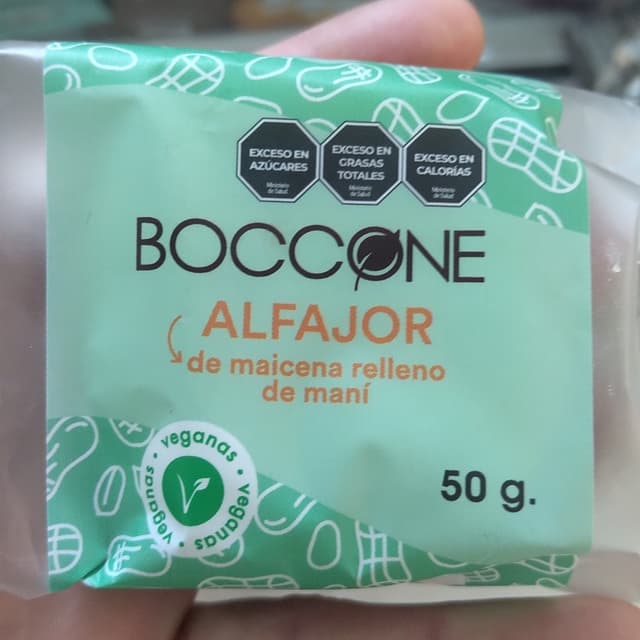 EXCESO EN
AZÚCARES
Ministerio
de Salud
EXCESO EN
GRASAS
TOTALES
Ministerio
de Salud
EXCESO EN
CALORÍAS
Ministerio
de Salud
BOCCONE
ALFAJOR
de maicena relleno
de maní
veganas • veganas • veganas •
50 g.